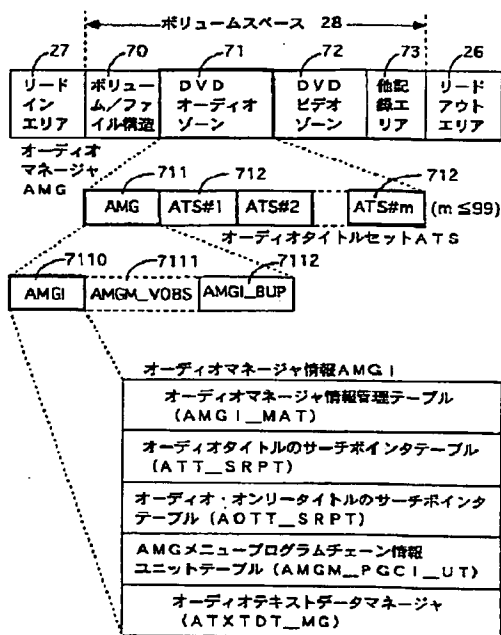 ボリュームスペース 28
27
70
71
72
73
26
リード
イン
エリア
ボリュー
ム/ファ
イル構造
DVD
オーディオ
ゾーン
DVD
ビデオ
ゾーン
他記
録エ
リア
リード
アウト
エリア
オーディオ
マネージャ
AMG
711
712
712
AMG
ATS#1
ATS#2
ATS#m
(m≦99)
オーディオタイトルセットATS
7110
7111
7112
AMGI
AMGM_VOBS
AMGI_BUP
オーディオマネージャ情報AMGI
オーディオマネージャ情報管理テーブル
(AMGI_MAT)
オーディオタイトルのサーチポインタテーブル
(ATT_SRPT)
オーディオ・オンリータイトルのサーチポインタ
テーブル(AOTT_SRPT)
AMGメニュープログラムチェーン情報
ユニットテーブル(AMGM_PGCI_UT)
オーディオテキストデータマネージャ
(ATXTDT_MG)